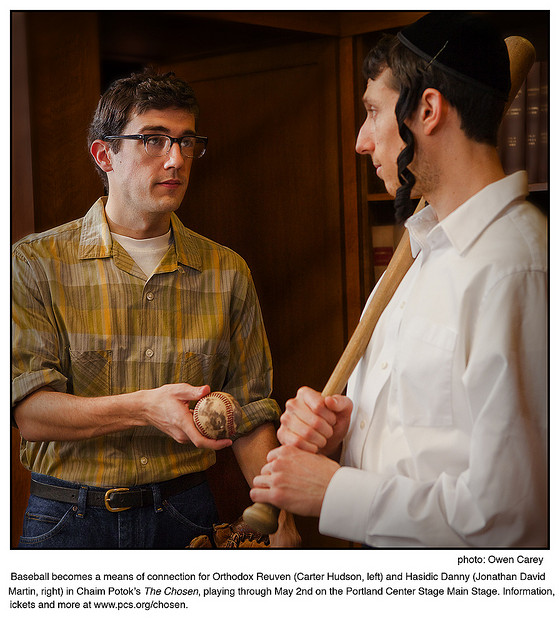 photo: Owen Carey
Baseball becomes a means of connection for Orthodox Reuven (Carter Hudson, left) and Hasidic Danny (Jonathan David
Martin, right) in Chaim Potok's The Chosen, playing through May 2nd on the Portland Center Stage Main Stage. Information,
ickets and more at www.pcs.org/chosen.